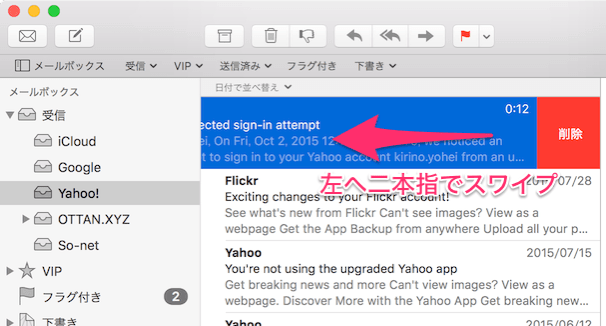 メールボックス 受信 VIP 送信済み フラグ付き 下書き
メールボックス
受信
iCloud
Google
Yahoo!
OTTAN.XYZ
So-net
VIP
フラグ付き 2
下書き
日付で並べ替え
0:12
ected sign-in attempt
ei, On Fri, Oct 2, 2015 12 noticed an
t to sign in to your Yahoo account kirino.yohei from an u...
削除
左へ二本指でスワイプ
Flickr /07/28
Exciting changes to your Flickr account!
See what's new from Flickr Can't see images? View as a
webpage Get the App Backup from anywhere Upload all your p...
Yahoo 2015/07/15
You're not using the upgraded Yahoo app
Get breaking news and more Can't view images? View as a
webpage. Discover More with the Yahoo App Get breaking new...
Yahoo 2015/06/12